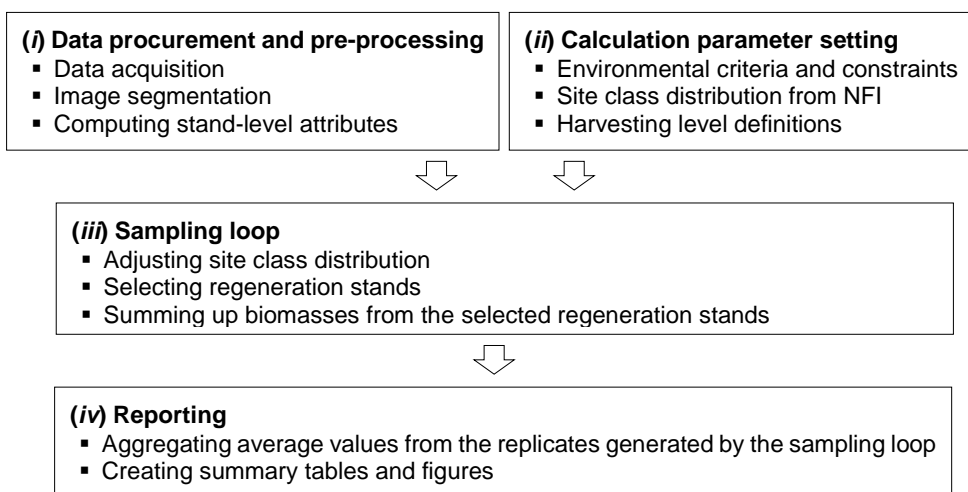 (i) Data procurement and pre-processing
▪ Data acquisition
▪ Image segmentation
▪ Computing stand-level attributes
(ii) Calculation parameter setting
▪ Environmental criteria and constraints
▪ Site class distribution from NFI
▪ Harvesting level definitions
(iii) Sampling loop
▪ Adjusting site class distribution
▪ Selecting regeneration stands
▪ Summing up biomasses from the selected regeneration stands
(iv) Reporting
▪ Aggregating average values from the replicates generated by the sampling loop
▪ Creating summary tables and figures